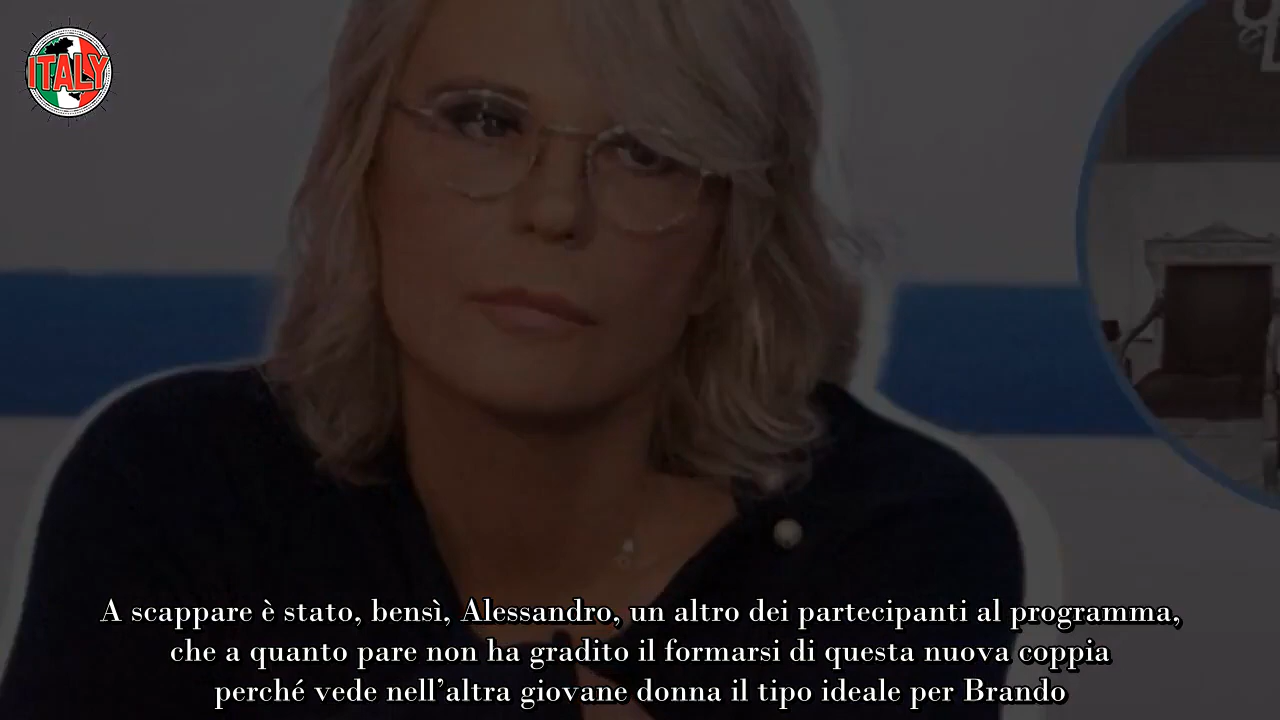 ITALY
A scappare è stato, bensì, Alessandro, un altro dei partecipanti al programma,
che a quanto pare non ha gradito il formarsi di questa nuova coppia
perché vede nell'altra giovane donna il tipo ideale per Brando